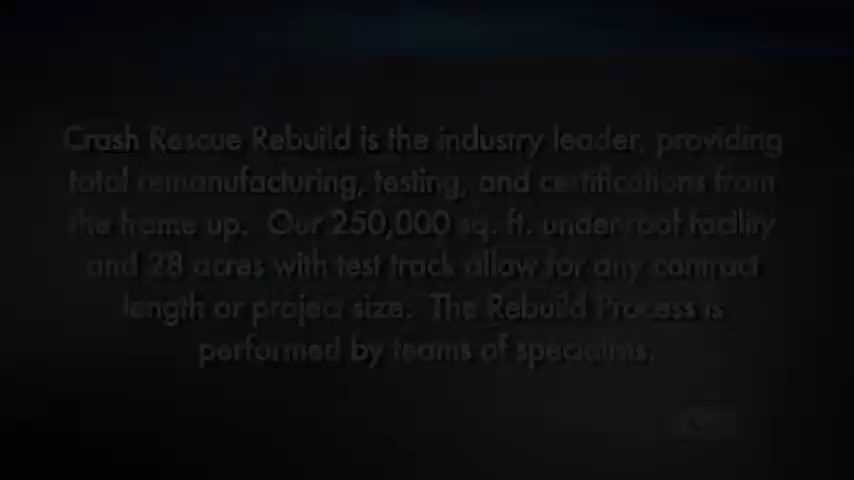 Crash Rescue Rebuild is the industry leader, providing
total remanufacturing, testing, and certifications from
the frame up. Our 250,000 sq. ft. under roof facility
and 28 acres with test track allow for any contract
length or project size. The Rebuild Process is
performed by teams of specialists.